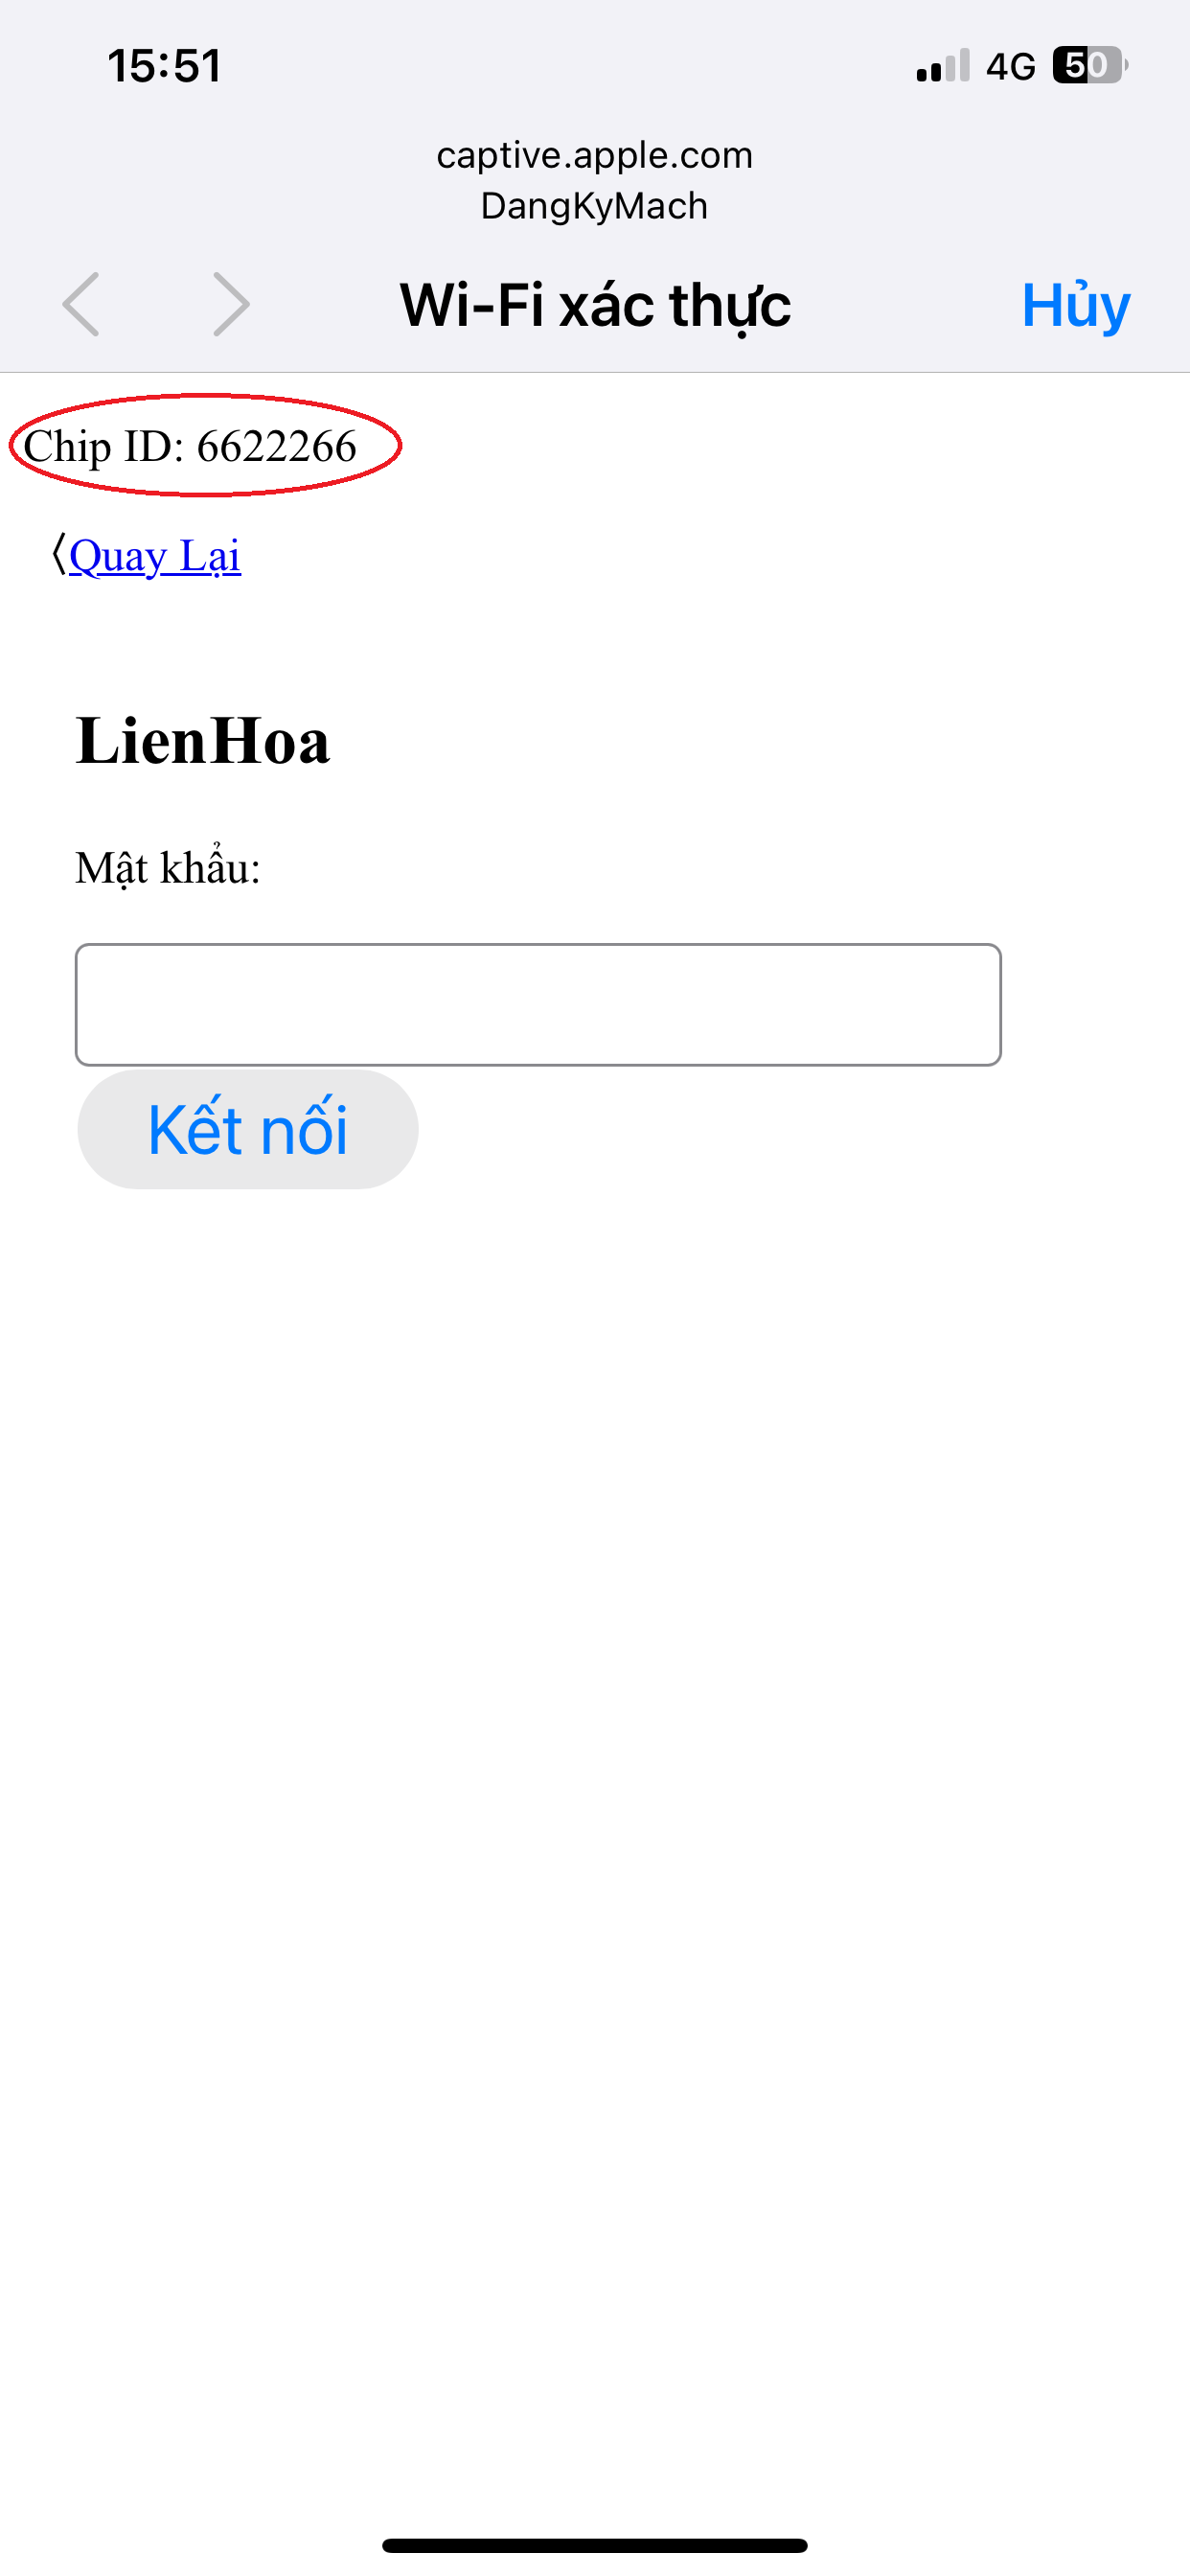 15:51
4G 50
captive.apple.com
DangKyMach
Wi-Fi xác thực
Hủy
Chip ID: 6622266
Quay Lại
LienHoa
Mật khẩu:
Kết nối